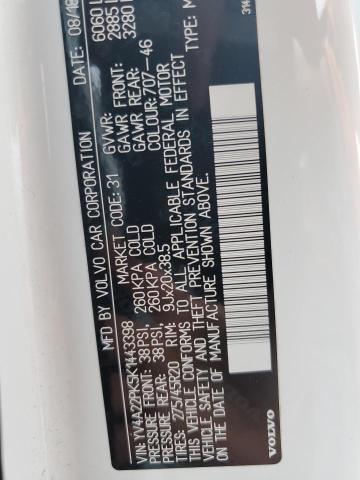 MFD BY VOLVO CAR CORPORATION DATE: 08/18
MARKET CODE: 31 GVWR: 6060 L
GAWR FRONT: 2885 L
VIN: YV4A22PK5K1443398 GAWR REAR: 3280 L
PRESSURE FRONT: 38PSI, 260KPA COLD COLOUR: 707-46
PRESSURE REAR: 38PSI, 260KPA COLD TYPE: M
275/45R20 RIM: 9Jx20x38.5
THIS VEHICLE CONFORMS TO ALL APPLICABLE FEDERAL MOTOR
VEHICLE SAFETY STANDARDS AND PREVENTION STANDARDS IN EFFECT
ON THE DATE OF MANUFACTURE SHOWN ABOVE.
VOLVO
314